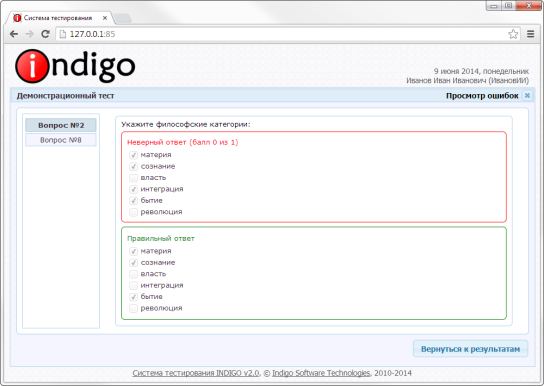 Система тестирования
127.0.0.1:85
indigo
9 июня 2014, понедельник
Иванов Иван Иванович (ИвановИИ)
Демонстрационный тест
Просмотр ошибок
Вопрос №2
Вопрос №8
Укажите философские категории:
Неверный ответ (балл 0 из 1)
материя
сознание
власть
интеграция
бытие
революция
Правильный ответ
материя
сознание
власть
интеграция
бытие
революция
Вернуться к результатам
Система тестирования INDIGO v2.0, © Indigo Software Technologies, 2010-2014